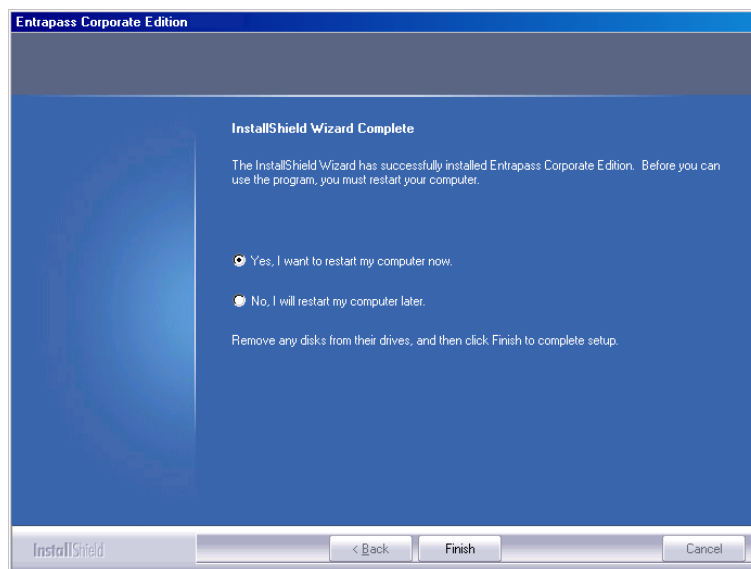 Entrapass Corporate Edition
InstallShield Wizard Complete
The InstallShield Wizard has successfully installed Entrapass Corporate Edition. Before you can
use the program, you must restart your computer.
Yes, I want to restart my computer now.
No, I will restart my computer later.
Remove any disks from their drives, and then click Finish to complete setup.
InstallShield
< Back
Finish
Cancel